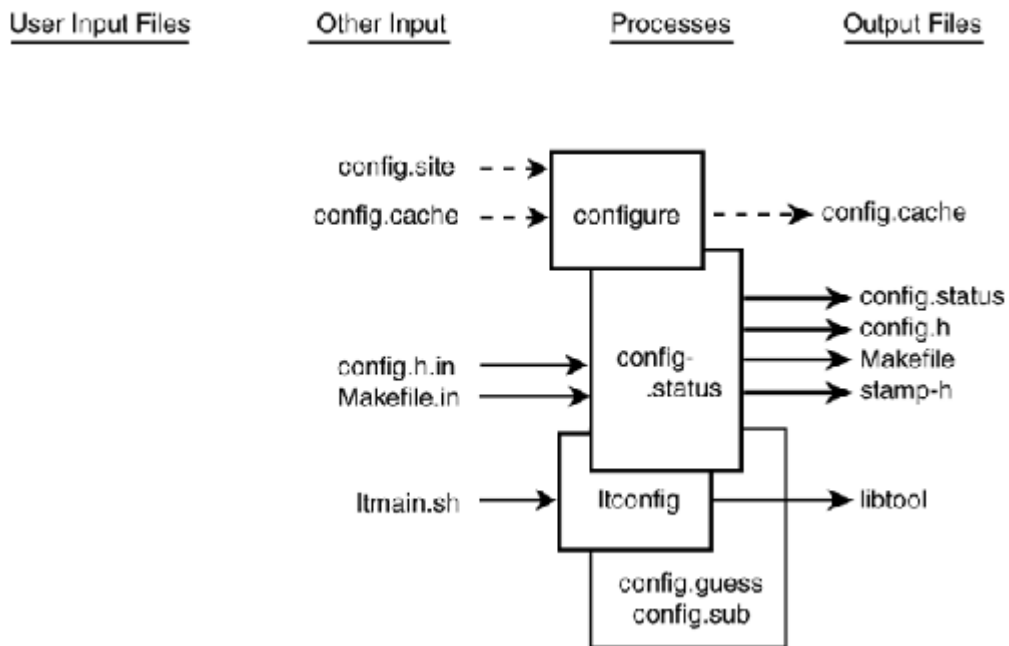 User Input Files
Other Input
Processes
Output Files
config.site
config.cache
configure
config.cache
config.status
config.h
Makefile
stamp-h
config.h.in
Makefile.in
config-
.status
ltmain.sh
ltconfig
libtool
config.guess
config.sub